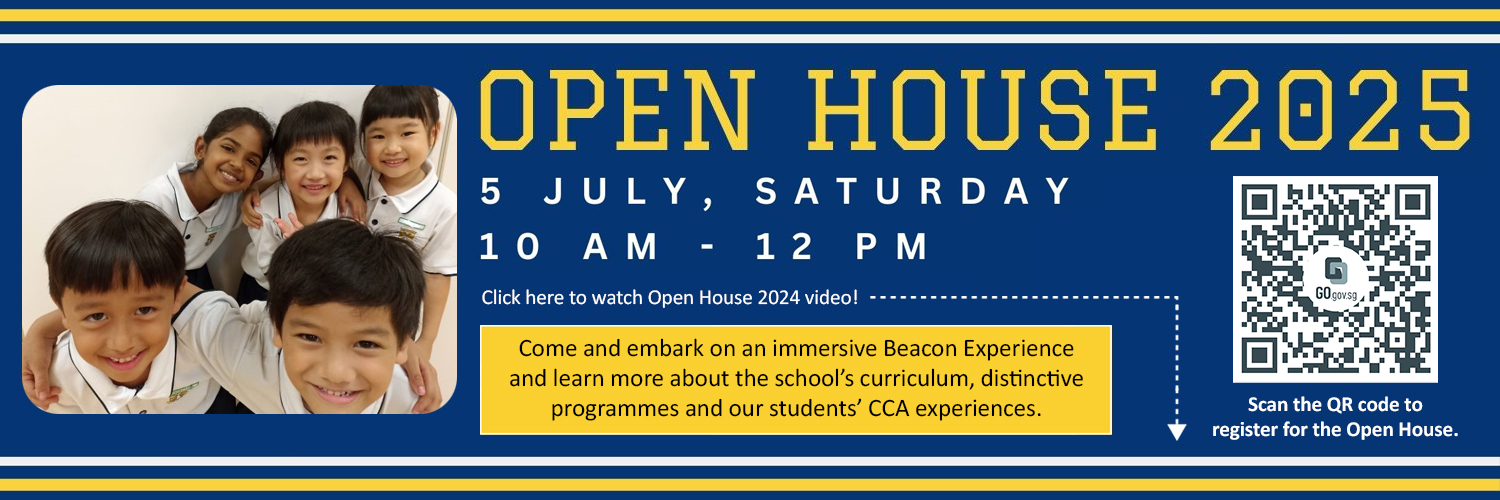 OPEN HOUSE 2025
5 JULY, SATURDAY
10 AM - 12 PM
Click here to watch Open House 2024 video!
Come and embark on an immersive Beacon Experience
and learn more about the school's curriculum, distinctive
programmes and our students' CCA experiences.
GO.gov.sg
Scan the QR code to
register for the Open House.